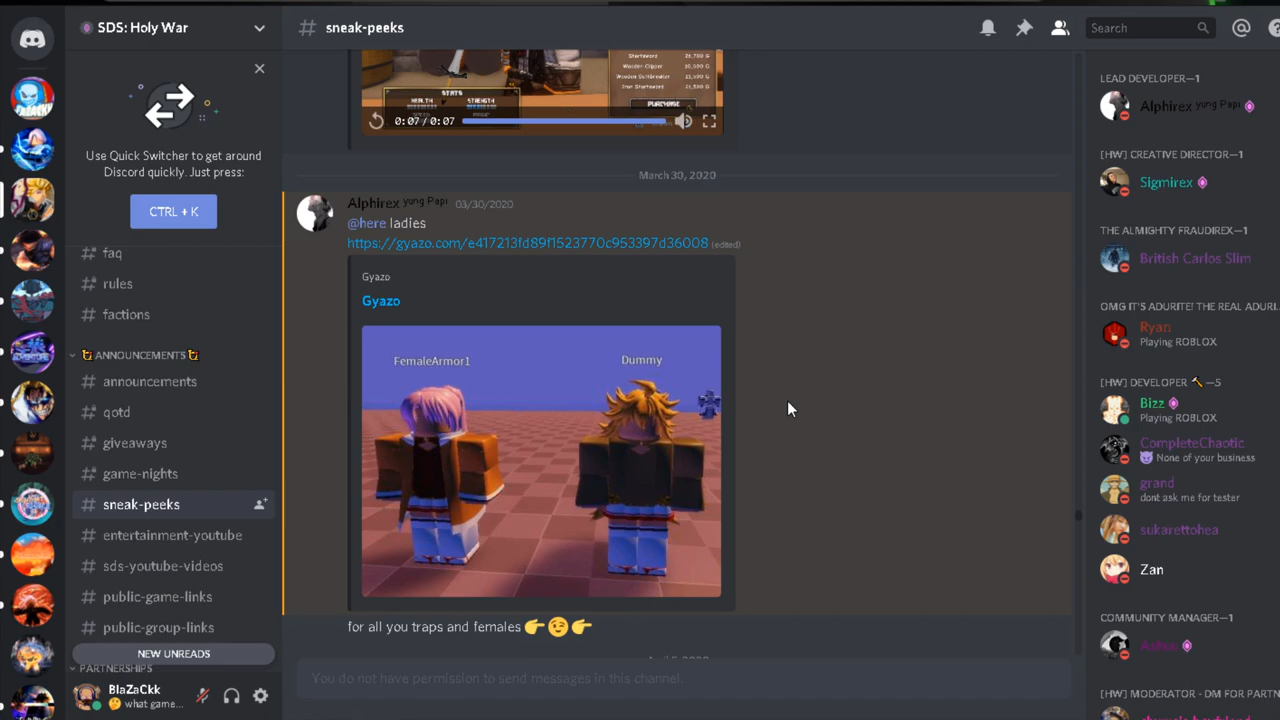 SDS: Holy War
Use Quick Switcher to get around
Discord quickly. Just press:
CTRL + K
faq
rules
factions
ANNOUNCEMENTS
announcements
qotd
giveaways
game-nights
sneak-peeks
entertainment-youtube
sds-youtube-videos
public-game-links
public-group-links
NEW UNREADS
PARTNERSHIPS
BlaZaCkk
what game...
# sneak-peeks
Search
STATS
HEALTH STRENGTH
PURCHASE
0:07 / 0:07
March 30, 2020
Alphirex yung Papi 03/30/2020
@here ladies
https://gyazo.com/e417213fd89f1523770c953397d36008 (edited)
Gyazo
Gyazo
FemaleArmor1 Dummy
for all you traps and females
You do not have permission to send messages in this channel.
LEAD DEVELOPER—1
Alphirex yung Papi
[HW] CREATIVE DIRECTOR—1
Sigmirex
THE ALMIGHTY FRAUDIREX—1
British Carlos Slim
OMG IT'S ADURITE! THE REAL ADURI...
Ryan
Playing ROBLOX
[HW] DEVELOPER —5
Bizz
Playing ROBLOX
CompleteChaotic
None of your business
grand
dont ask me for tester
sukarettohea
Zan
COMMUNITY MANAGER—1
[HW] MODERATOR - DM FOR PARTN